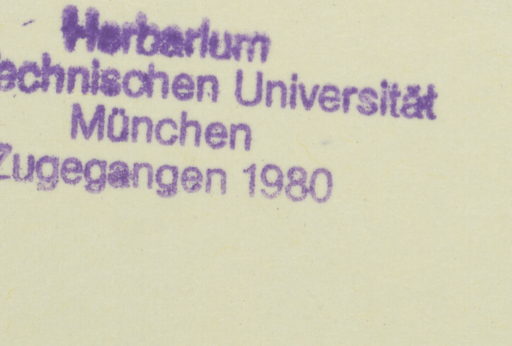 Herbarium
echnischen Universität
München
Zugegangen 1980